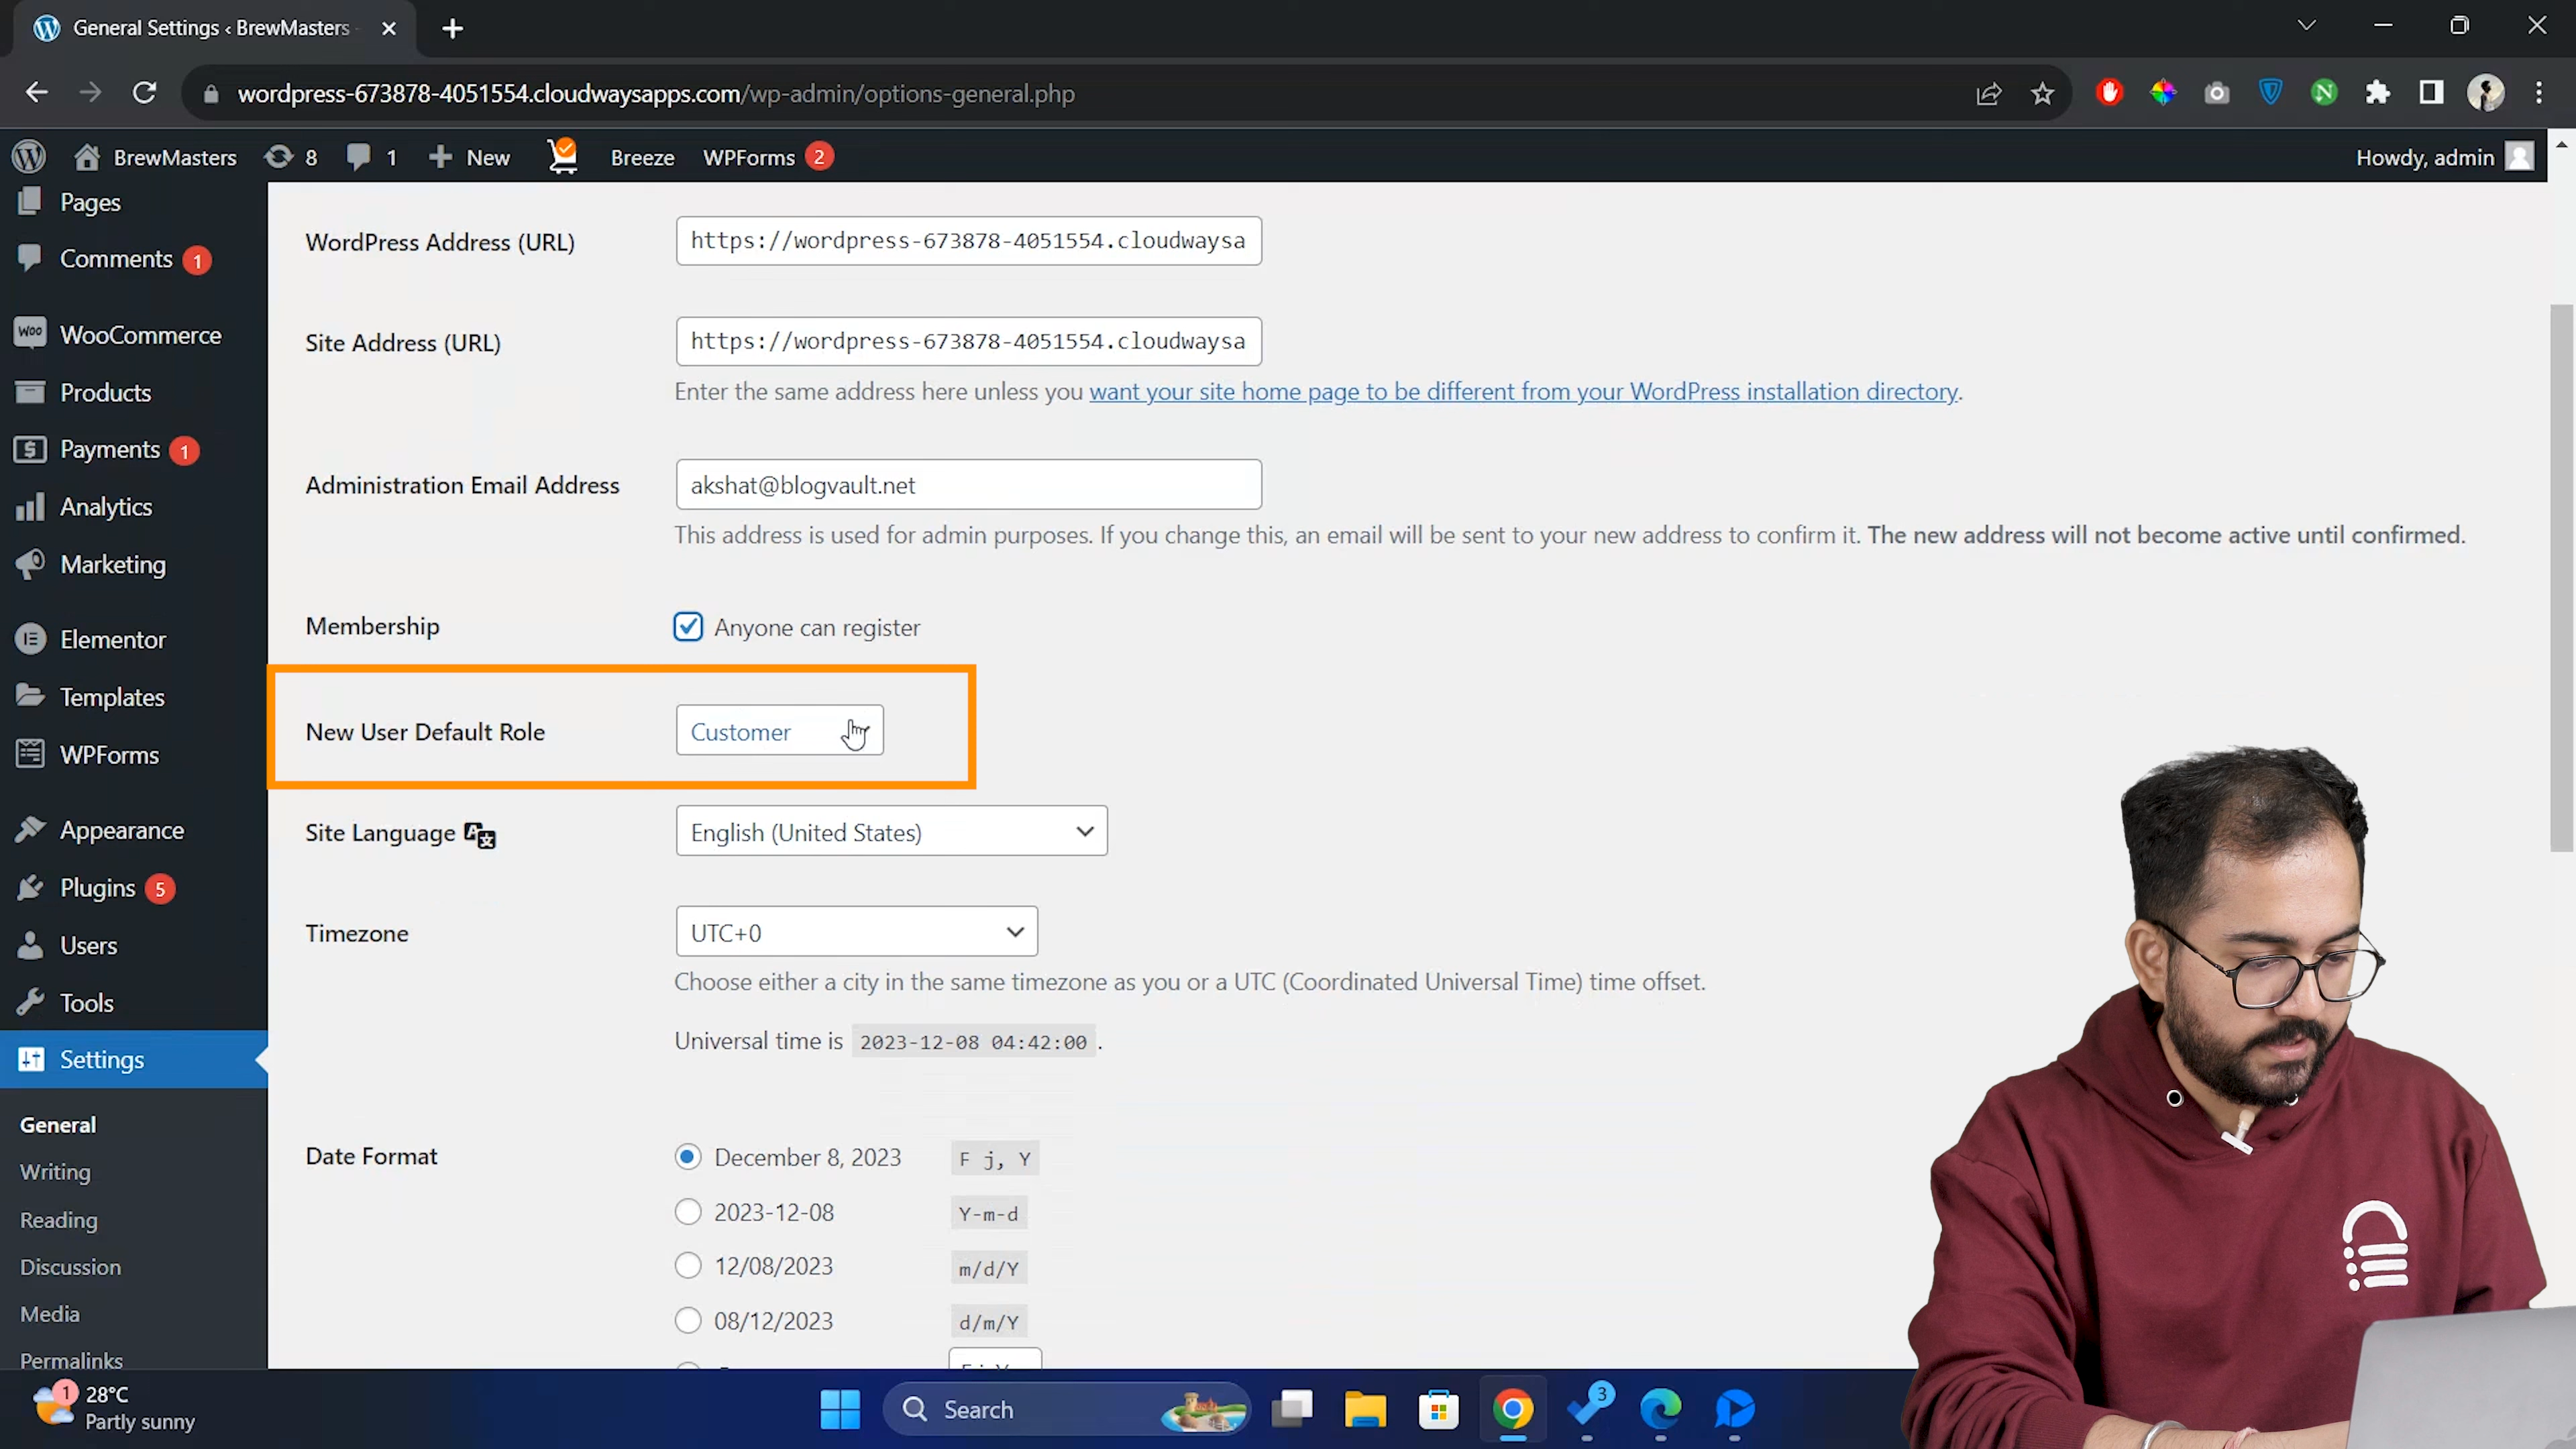 General Settings ‹ BrewMasters
wordpress-673878-4051554.cloudwaysapps.com/wp-admin/options-general.php
BrewMasters 8 1 New Breeze WPForms 2 Howdy, admin
Pages
Comments 1
WooCommerce
Products
Payments 1
Analytics
Marketing
Elementor
Templates
WPForms
Appearance
Plugins 5
Users
Tools
Settings
General
Writing
Reading
Discussion
Media
Permalinks
WordPress Address (URL) https://wordpress-673878-4051554.cloudwaysa
Site Address (URL) https://wordpress-673878-4051554.cloudwaysa
Enter the same address here unless you want your site home page to be different from your WordPress installation directory.
Administration Email Address akshat@blogvault.net
This address is used for admin purposes. If you change this, an email will be sent to your new address to confirm it. The new address will not become active until confirmed.
Membership Anyone can register
New User Default Role Customer
Site Language English (United States)
Timezone UTC+0
Choose either a city in the same timezone as you or a UTC (Coordinated Universal Time) time offset.
Universal time is 2023-12-08 04:42:00 .
Date Format December 8, 2023 F j, Y
2023-12-08 Y-m-d
12/08/2023 m/d/Y
08/12/2023 d/m/Y
1 28°C
Partly sunny
Search
3